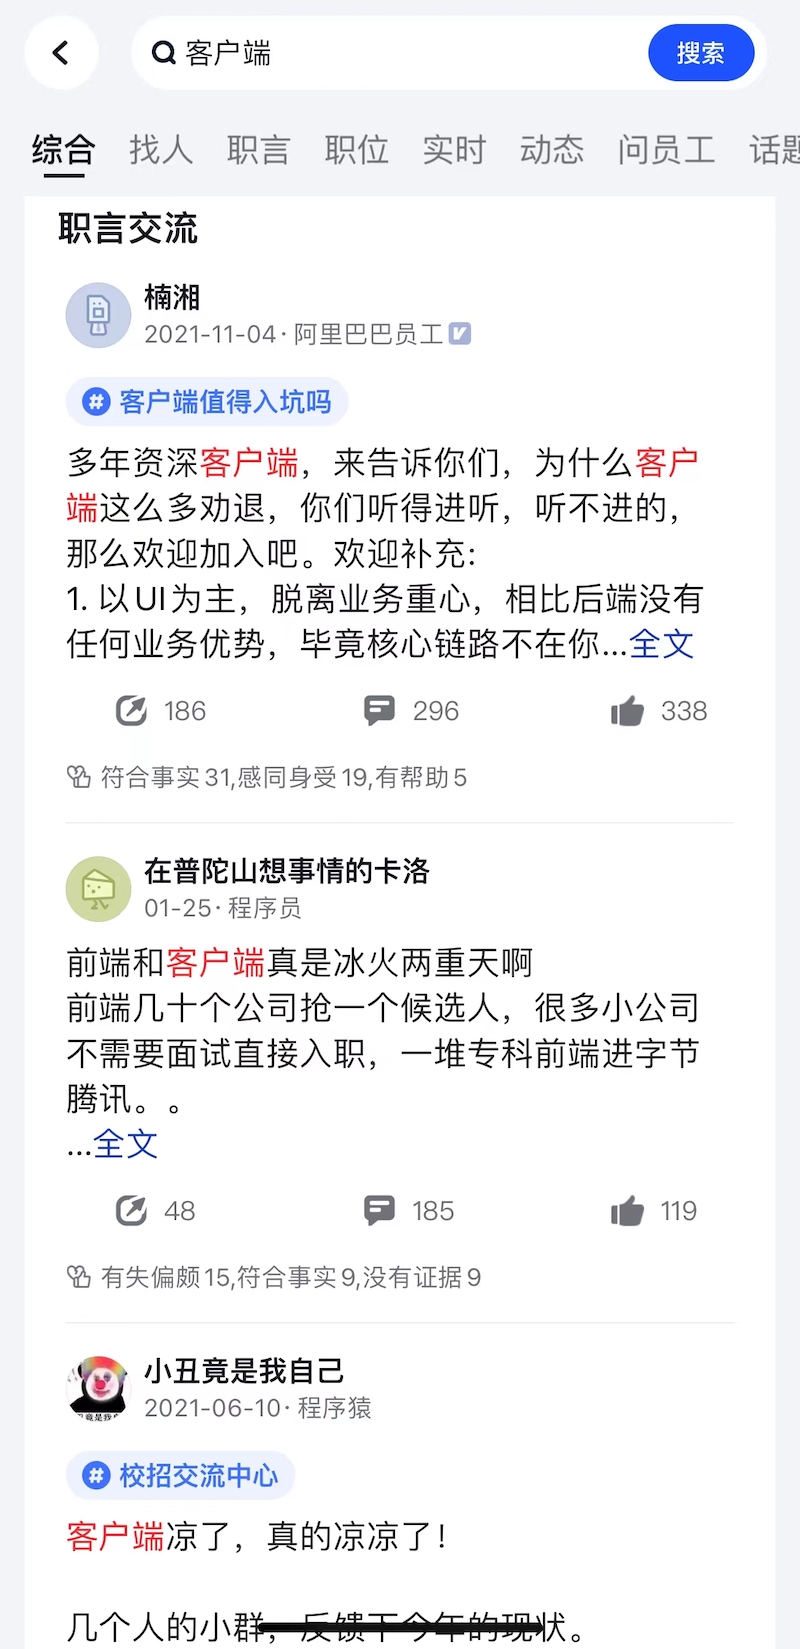 客户端
搜索
综合 找人 职言 职位 实时 动态 问员工 话题
职言交流
楠湘
2021-11-04· 阿里巴巴员工
# 客户端值得入坑吗
多年资深客户端，来告诉你们，为什么客户
端这么多劝退，你们听得进听，听不进的，
那么欢迎加入吧。欢迎补充:
1. 以UI为主，脱离业务重心，相比后端没有
任何业务优势，毕竟核心链路不在你...全文
186 296 338
符合事实31,感同身受19,有帮助5
在普陀山想事情的卡洛
01-25· 程序员
前端和客户端真是冰火两重天啊
前端几十个公司抢一个候选人，很多小公司
不需要面试直接入职，一堆专科前端进字节
腾讯。。
...全文
48 185 119
有失偏颇15,符合事实9,没有证据9
小丑竟是我自己
2021-06-10· 程序猿
# 校招交流中心
客户端凉了，真的凉凉了！
几个人的小群，反馈下今年的现状。